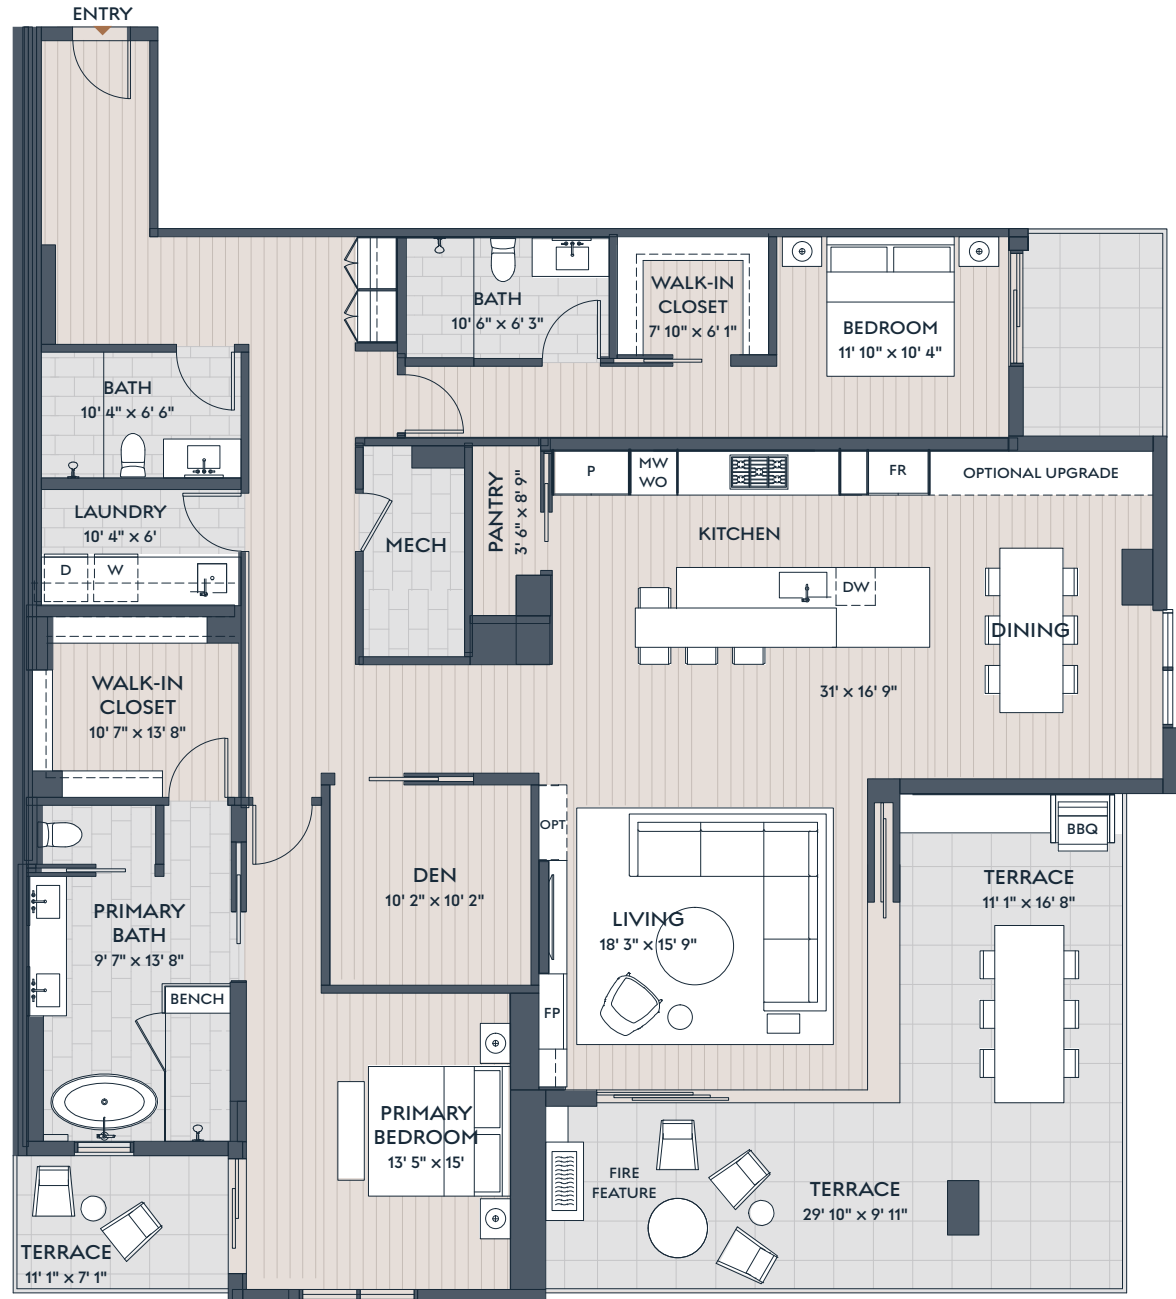 ENTRY
BATH
10' 6" x 6' 3"
WALK-IN
CLOSET
7' 10" x 6' 1"
BEDROOM
11' 10" x 10' 4"
BATH
10' 4" x 6' 6"
LAUNDRY
10' 4" x 6'
D
W
MECH
PANTRY
3' 6" x 8' 9"
P
MW
WO
FR
OPTIONAL UPGRADE
KITCHEN
DW
DINING
31' x 16' 9"
WALK-IN
CLOSET
10' 7" x 13' 8"
OPT
BBQ
DEN
10' 2" x 10' 2"
LIVING
18' 3" x 15' 9"
TERRACE
11' 1" x 16' 8"
PRIMARY
BATH
9' 7" x 13' 8"
BENCH
FP
PRIMARY
BEDROOM
13' 5" x 15'
FIRE
FEATURE
TERRACE
29' 10" x 9' 11"
TERRACE
11' 1" x 7' 1"